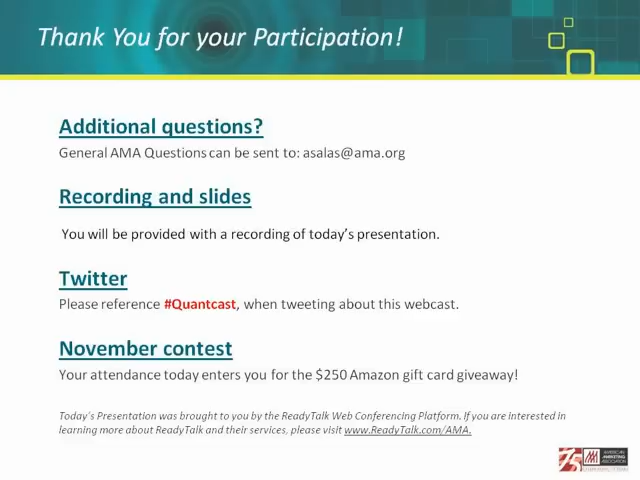 Thank You for your Participation!
Additional questions?
General AMA Questions can be sent to: asalas@ama.org
Recording and slides
You will be provided with a recording of today's presentation.
Twitter
Please reference #Quantcast, when tweeting about this webcast.
November contest
Your attendance today enters you for the $250 Amazon gift card giveaway!
Today's Presentation was brought to you by the ReadyTalk Web Conferencing Platform. If you are interested in
learning more about ReadyTalk and their services, please visit www.ReadyTalk.com/AMA.
75
AMERICAN
MARKETING
ASSOCIATION